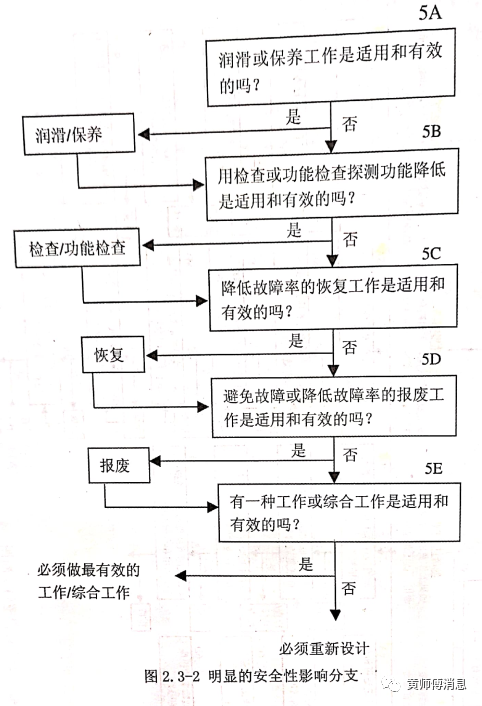 5A
润滑或保养工作是适用和有效
的吗？
是
否
润滑/保养
5B
用检查或功能检查探测功能降低
是适用和有效的吗？
是
否
检查/功能检查
5C
降低故障率的恢复工作是适用和
有效的吗？
是
否
恢复
5D
避免故障或降低故障率的报废工
作是适用和有效的吗？
是
否
报废
5E
有一种工作或综合工作是适用和
有效的吗？
是
否
必须做最有效的
工作/综合工作
必须重新设计
图2.3-2 明显的安全性影响分支
黄师傅消息